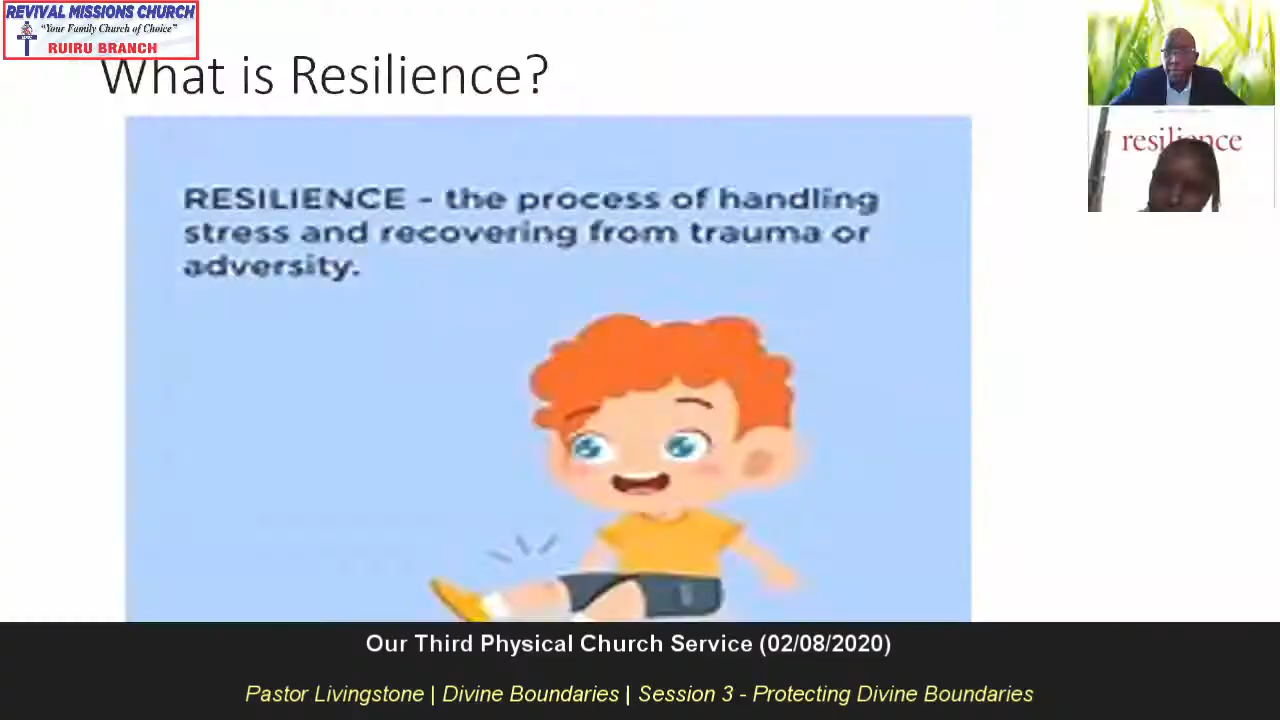 REVIVAL MISSIONS CHURCH
"Your Family Church of Choice"
RUIRU BRANCH
What is Resilience?
RESILIENCE - the process of handling
stress and recovering from trauma or
adversity.
resilience
Our Third Physical Church Service (02/08/2020)
Pastor Livingstone | Divine Boundaries | Session 3 - Protecting Divine Boundaries